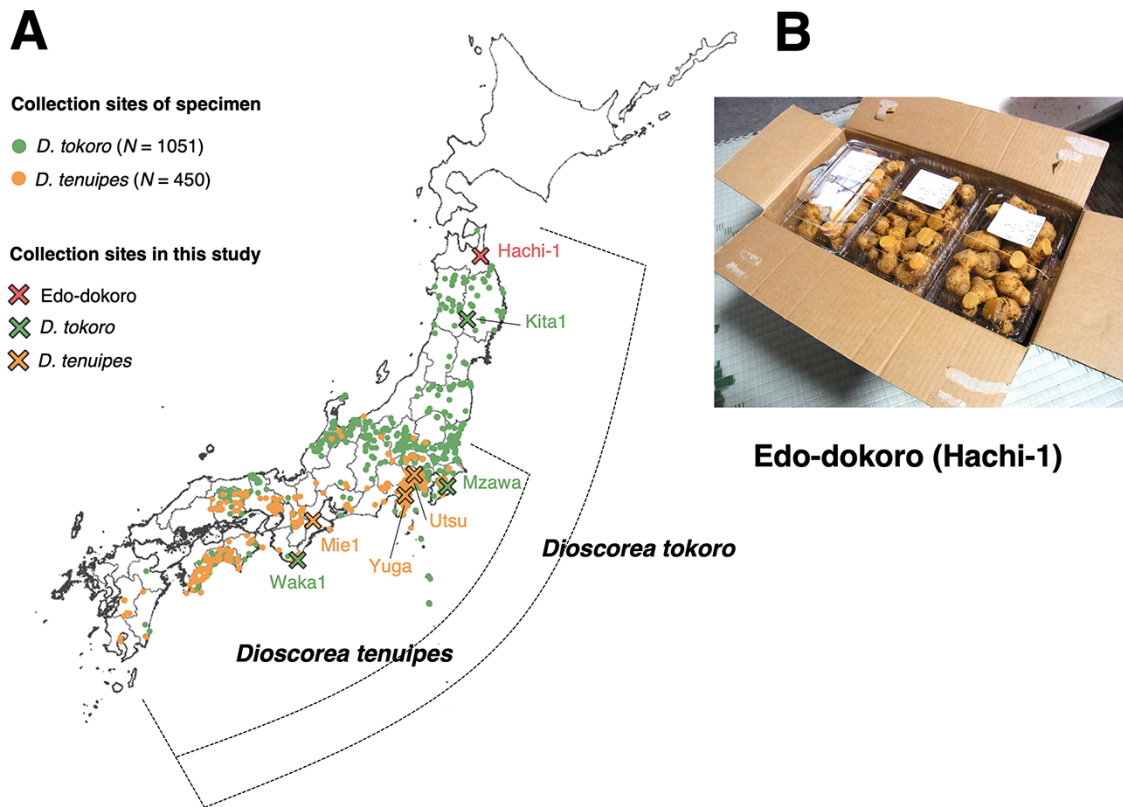 A
Collection sites of specimen
D. tokoro (N = 1051)
D. tenuipes (N = 450)
Collection sites in this study
Edo-dokoro
D. tokoro
D. tenuipes
Hachi-1
Kita1
Mzawa
Utsu
Yuga
Mie1
Waka1
Dioscorea tokoro
Dioscorea tenuipes
B
Edo-dokoro (Hachi-1)